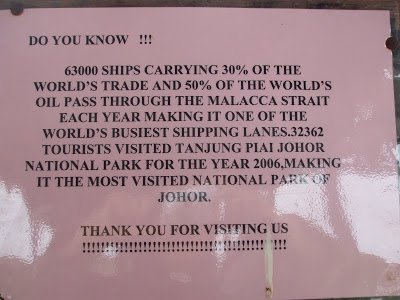 DO YOU KNOW !!!
63000 SHIPS CARRYING 30% OF THE
WORLD'S TRADE AND 50% OF THE WORLD'S
OIL PASS THROUGH THE MALACCA STRAIT
EACH YEAR MAKING IT ONE OF THE
WORLD'S BUSIEST SHIPPING LANES.32362
TOURISTS VISITED TANJUNG PIAI JOHOR
NATIONAL PARK FOR THE YEAR 2006,MAKING
IT THE MOST VISITED NATIONAL PARK OF
JOHOR.
THANK YOU FOR VISITING US
!!!!!!!!!!!!!!!!!!!!!!!!!!!!!!!!!!!!!!!!